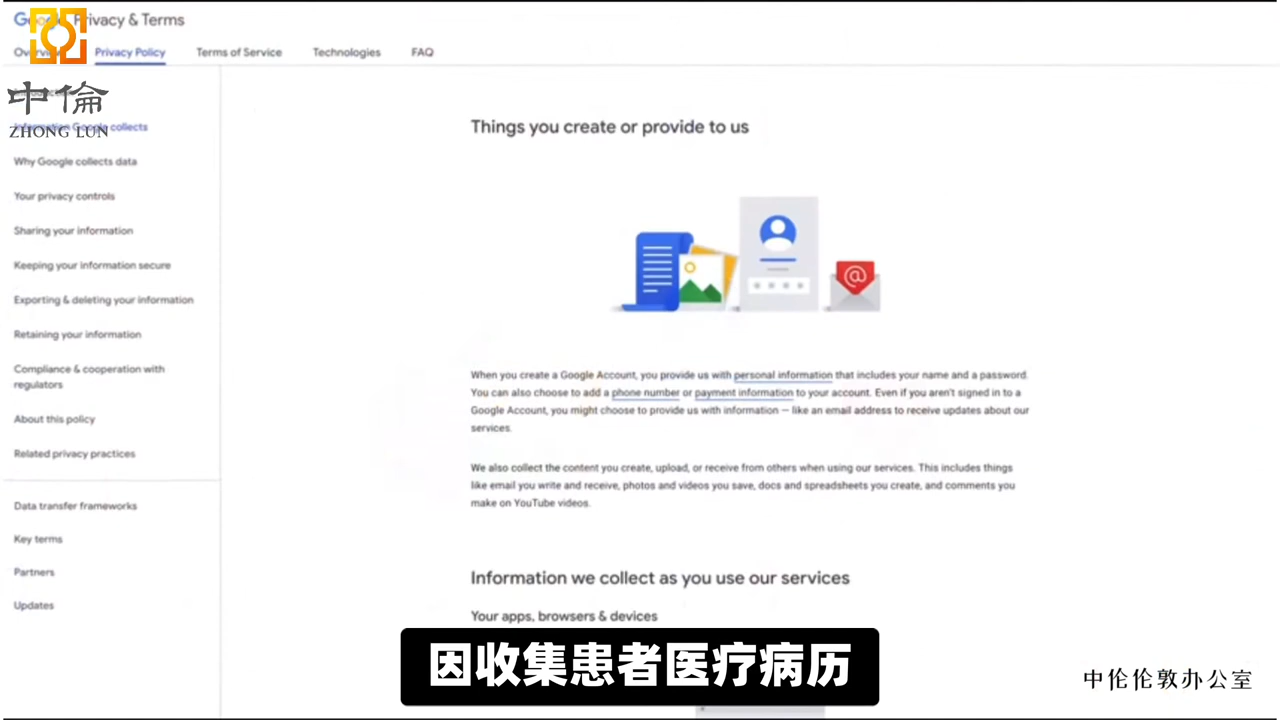 Google Privacy & Terms
Overview
Privacy Policy
Terms of Service
Technologies
FAQ
中倫
ZHONG LUN
Introduction
Information Google collects
Why Google collects data
Your privacy controls
Sharing your information
Keeping your information secure
Exporting & deleting your information
Retaining your information
Compliance & cooperation with
regulators
About this policy
Related privacy practices
Data transfer frameworks
Key terms
Partners
Updates
Things you create or provide to us
When you create a Google Account, you provide us with personal information that includes your name and a password.
You can also choose to add a phone number or payment information to your account. Even if you aren't signed in to a
Google Account, you might choose to provide us with information — like an email address to receive updates about our
services.
We also collect the content you create, upload, or receive from others when using our services. This includes things
like email you write and receive, photos and videos you save, docs and spreadsheets you create, and comments you
make on YouTube videos.
Information we collect as you use our services
Your apps, browsers & devices
因收集患者医疗病历
中伦伦敦办公室